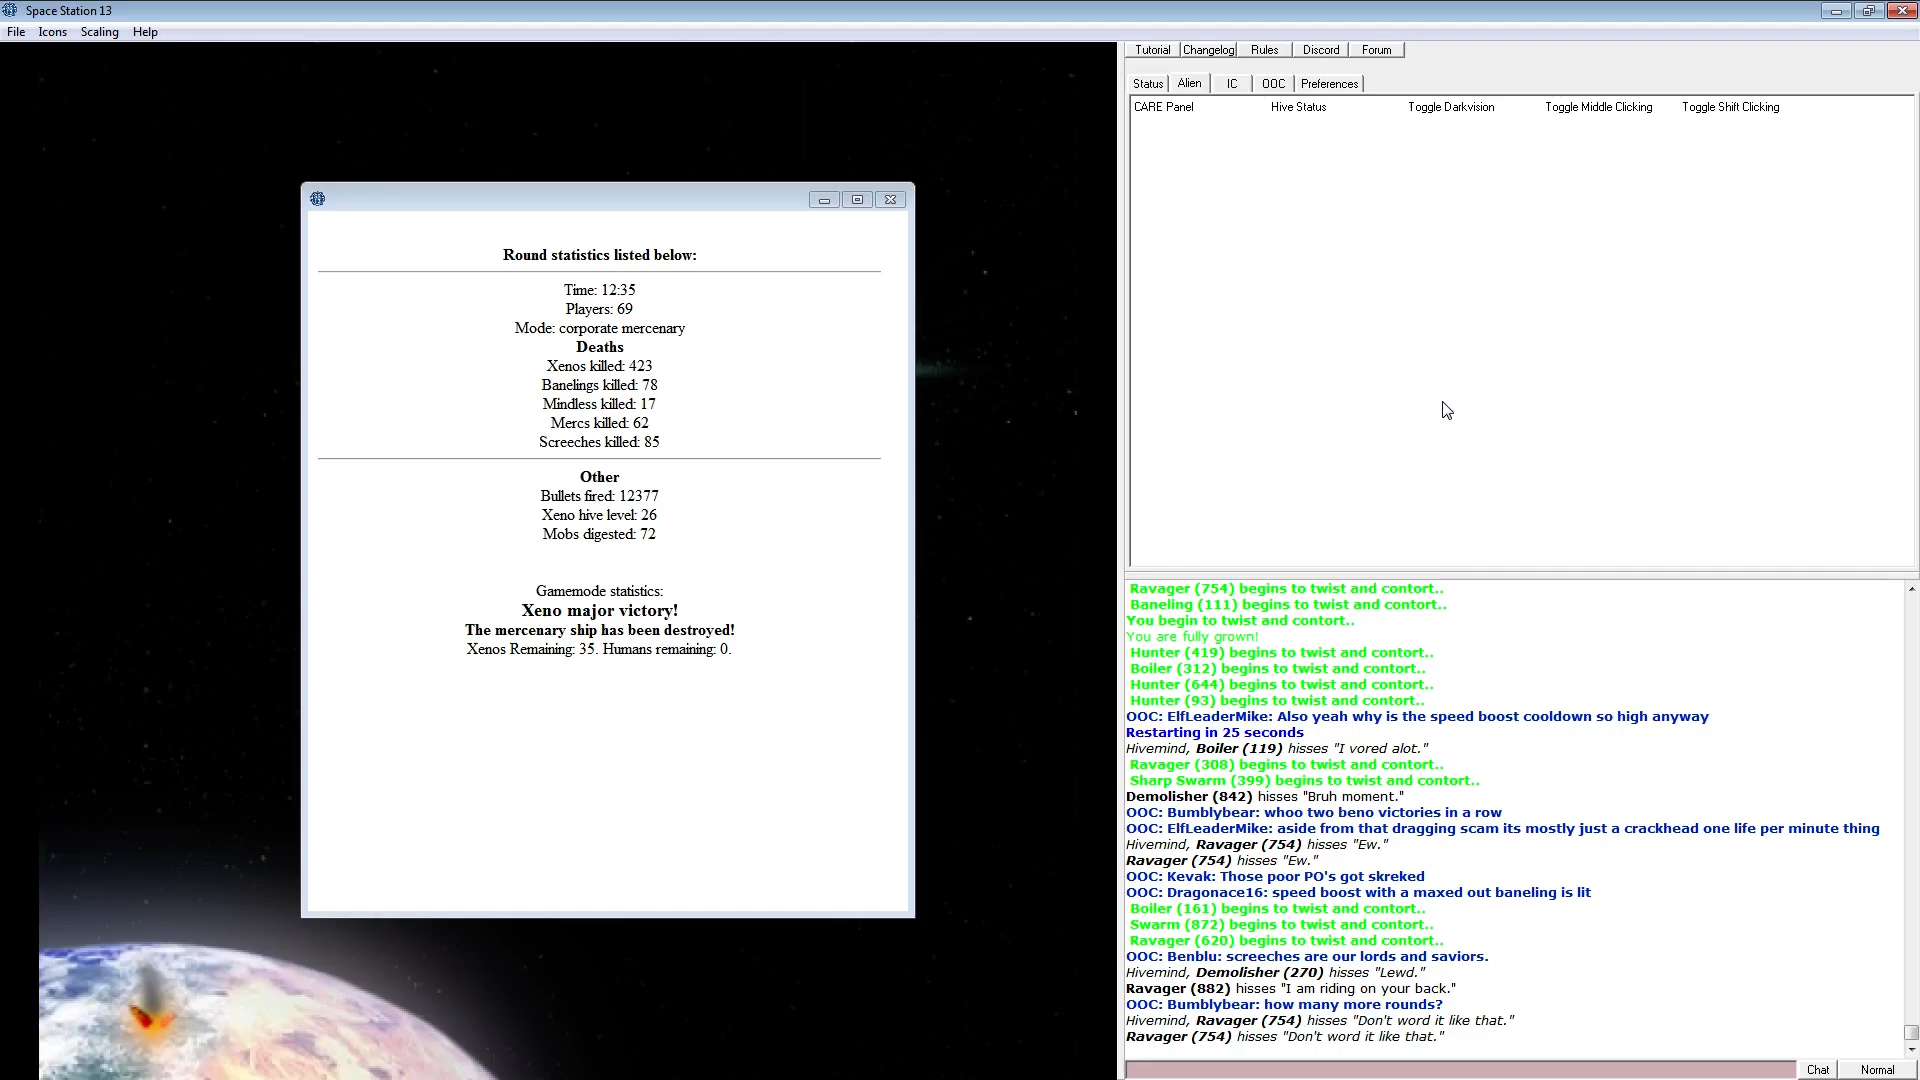 Space Station 13
File Icons Scaling Help
Tutorial Changelog Rules Discord Forum
Status Alien IC OOC Preferences
CARE Panel Hive Status Toggle Darkvision Toggle Middle Clicking Toggle Shift Clicking
Round statistics listed below:
Time: 12:35
Players: 69
Mode: corporate mercenary
Deaths
Xenos killed: 423
Banelings killed: 78
Mindless killed: 17
Mercs killed: 62
Screeches killed: 85
Other
Bullets fired: 12377
Xeno hive level: 26
Mobs digested: 72
Gamemode statistics:
Xeno major victory!
The mercenary ship has been destroyed!
Xenos Remaining: 35. Humans remaining: 0.
Ravager (754) begins to twist and contort..
Baneling (111) begins to twist and contort..
You begin to twist and contort..
You are fully grown!
Hunter (419) begins to twist and contort..
Boiler (312) begins to twist and contort..
Hunter (644) begins to twist and contort..
Hunter (93) begins to twist and contort..
OOC: ElfLeaderMike: Also yeah why is the speed boost cooldown so high anyway
Restarting in 25 seconds
Hivemind, Boiler (119) hisses "I vored alot."
Ravager (308) begins to twist and contort..
Sharp Swarm (399) begins to twist and contort..
Demolisher (842) hisses "Bruh moment."
OOC: Bumblybear: whoo two beno victories in a row
OOC: ElfLeaderMike: aside from that dragging scam its mostly just a crackhead one life per minute thing
Hivemind, Ravager (754) hisses "Ew."
Ravager (754) hisses "Ew."
OOC: Kevak: Those poor PO's got skreked
OOC: Dragonace16: speed boost with a maxed out baneling is lit
Boiler (161) begins to twist and contort..
Swarm (872) begins to twist and contort..
Ravager (620) begins to twist and contort..
OOC: Benblu: screeches are our lords and saviors.
Hivemind, Demolisher (270) hisses "Lewd."
Ravager (882) hisses "I am riding on your back."
OOC: Bumblybear: how many more rounds?
Hivemind, Ravager (754) hisses "Don't word it like that."
Ravager (754) hisses "Don't word it like that."
Chat Normal